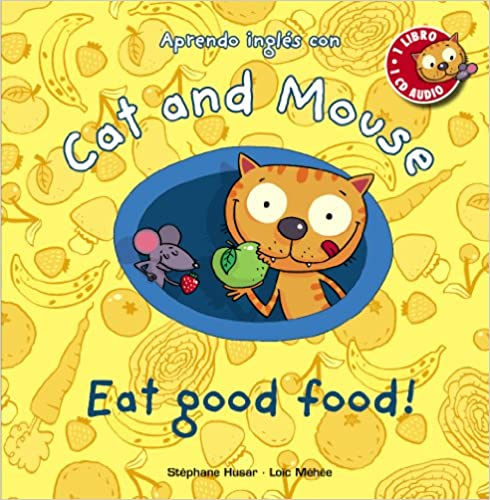 Aprendo inglés con
Cat and Mouse
1 LIBRO
1 CD AUDIO
Eat good food!
Stéphane Husar · Loïc Méhée